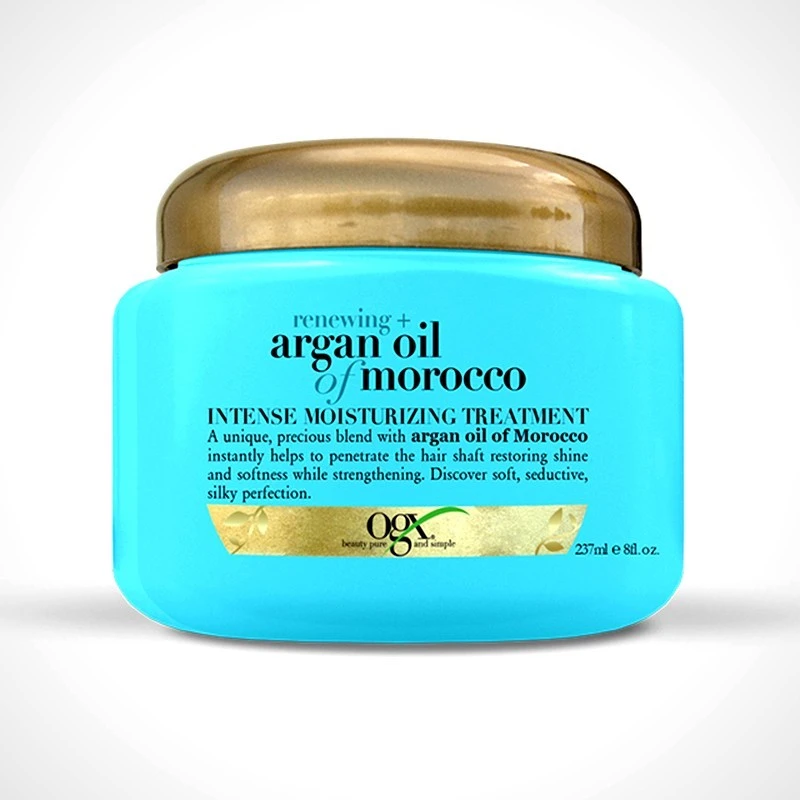 renewing +
argan oil
of morocco
INTENSE MOISTURIZING TREATMENT
A unique, precious blend with argan oil of Morocco
instantly helps to penetrate the hair shaft restoring shine
and softness while strengthening. Discover soft, seductive,
silky perfection.
Ogx®
beauty pure and simple
237ml e 8fl.oz.